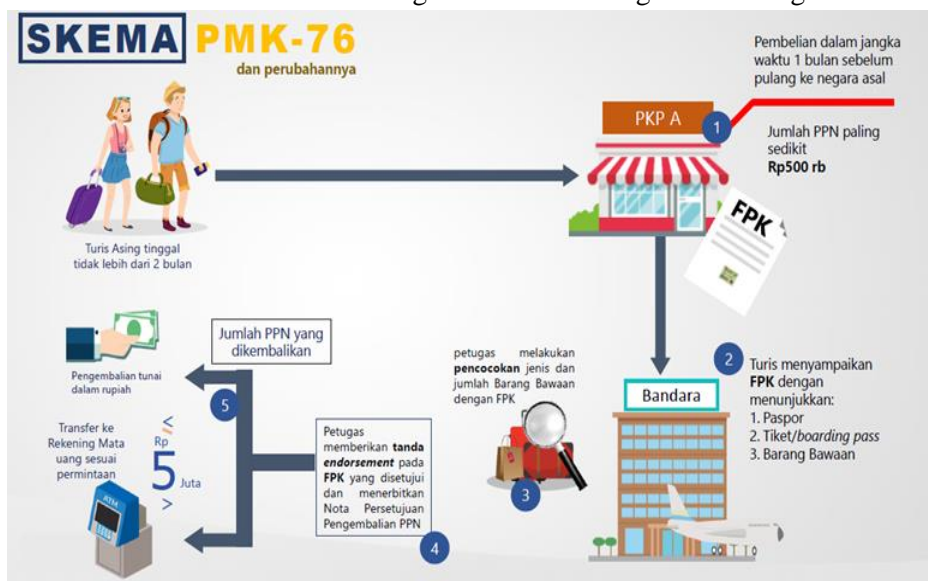 SKEMA PMK-76
dan perubahannya
Turis Asing tinggal
tidak lebih dari 2 bulan
PKP A
1
Pembelian dalam jangka
waktu 1 bulan sebelum
pulang ke negara asal
Jumlah PPN paling
sedikit
Rp500 rb
FPK
2
Turis menyampaikan
FPK dengan
menunjukkan:
1. Paspor
2. Tiket/boarding pass
3. Barang Bawaan
Bandara
petugas melakukan
pencocokan jenis dan
jumlah Barang Bawaan
dengan FPK
3
Petugas
memberikan tanda
endorsement pada
FPK yang disetujui
dan menerbitkan
Nota Persetujuan
Pengembalian PPN
4
Jumlah PPN yang
dikembalikan
5
Pengembalian tunai
dalam rupiah
Transfer ke
Rekening Mata
uang sesuai
permintaan
<
Rp
5 Juta
>
ATM